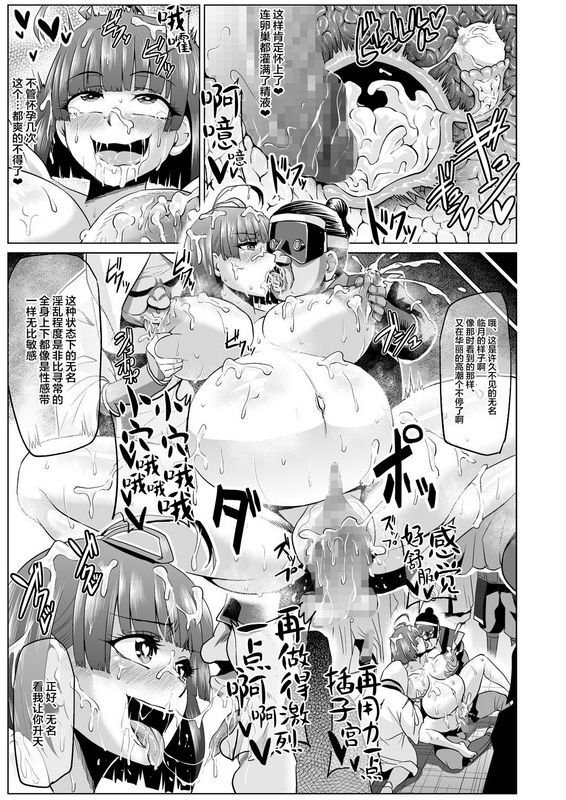 这样肯定怀上了♥
连卵巢都灌满了精液
哦
嚯
不管怀孕几次
这个…都爽的不得了♥
啊噫
噫
ドクッ
ドクッ
哦、这是许久不见的无名
临月的样子啊—
像那时看到的那样、
又在华丽的高潮个不停了啊
这种状态下的无名
淫乱程度是非比寻常的
全身上下都像是性感带
一样无比敏感
小穴哦哦
小穴哦哦哦
ポッ
ダ
ズップ
ズップ
感觉
好舒服
再用力一点
插子宫
再做得激烈
一点啊啊
正好、无名
看我让你升天